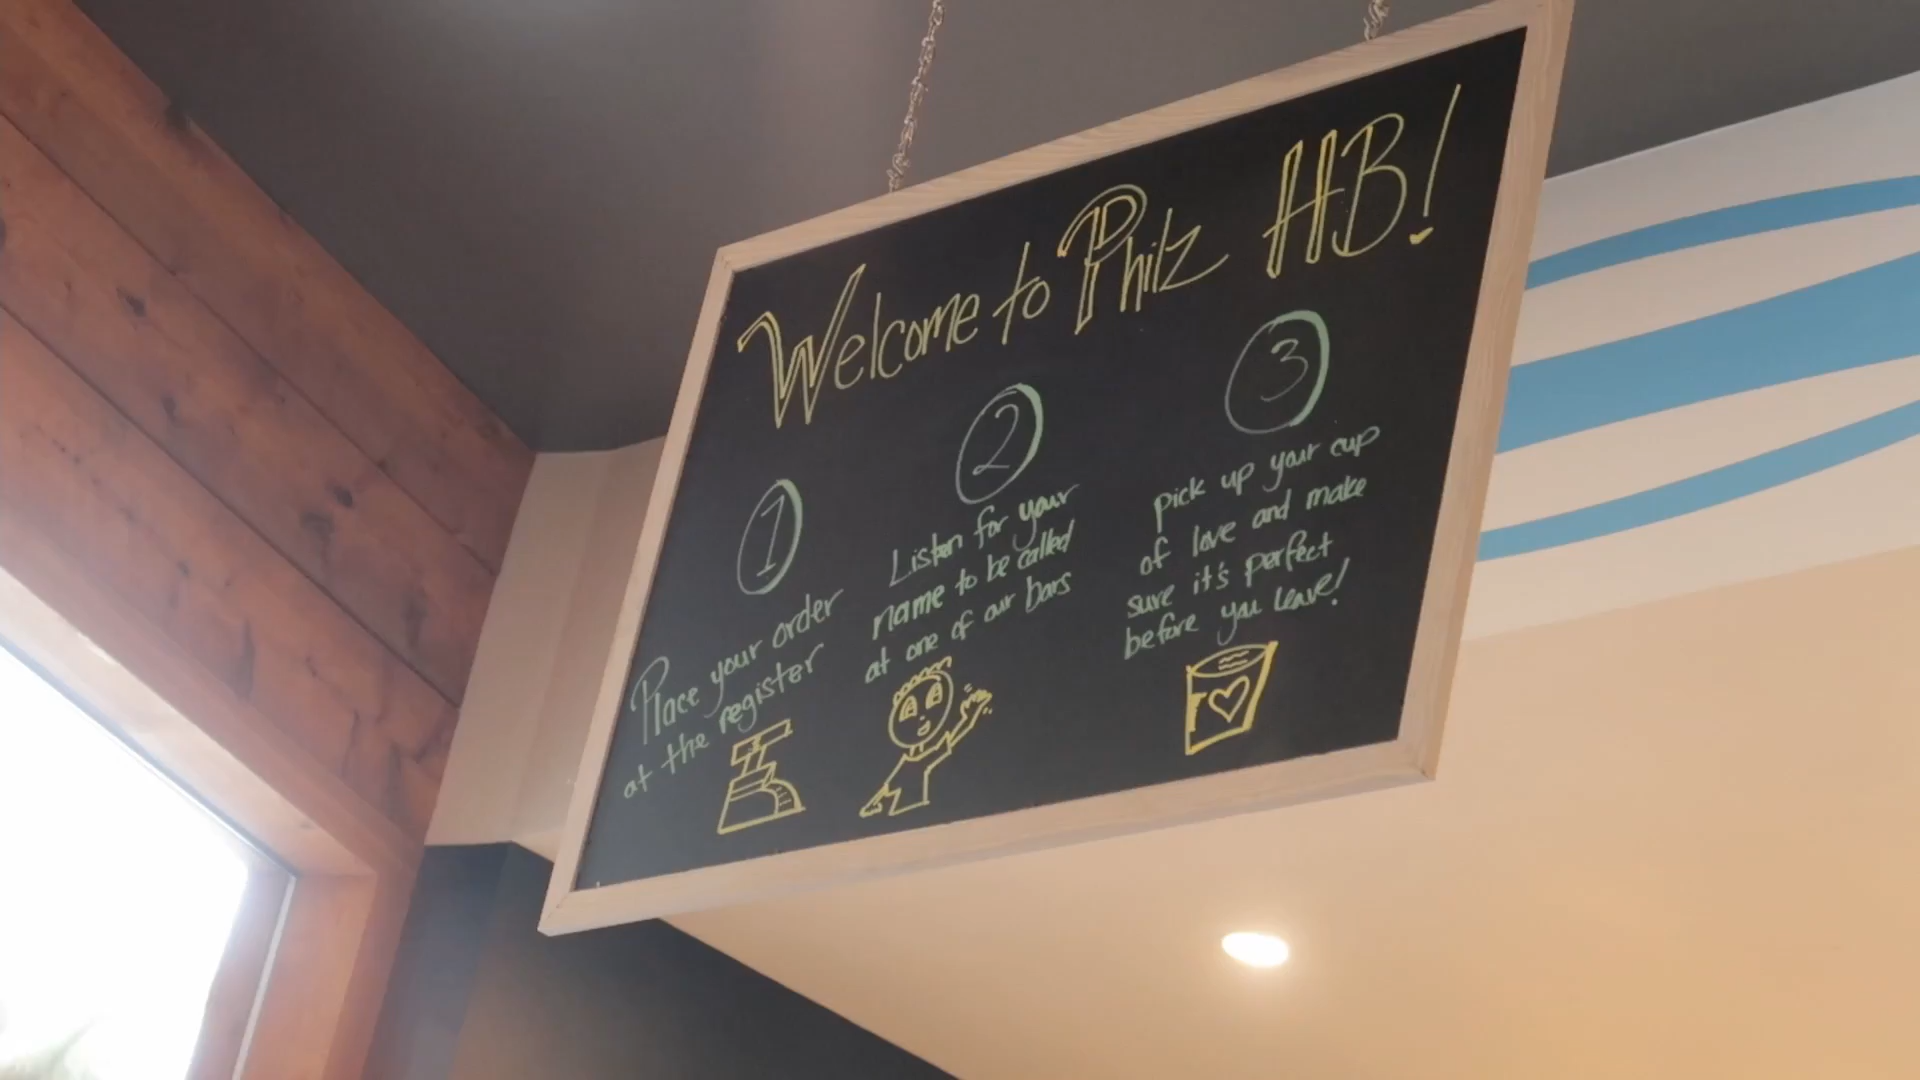 Welcome to Philz HB!
1
Place your order
at the register
2
Listen for your
name to be called
at one of our bars
3
pick up your cup
of love and make
sure it's perfect
before you leave!